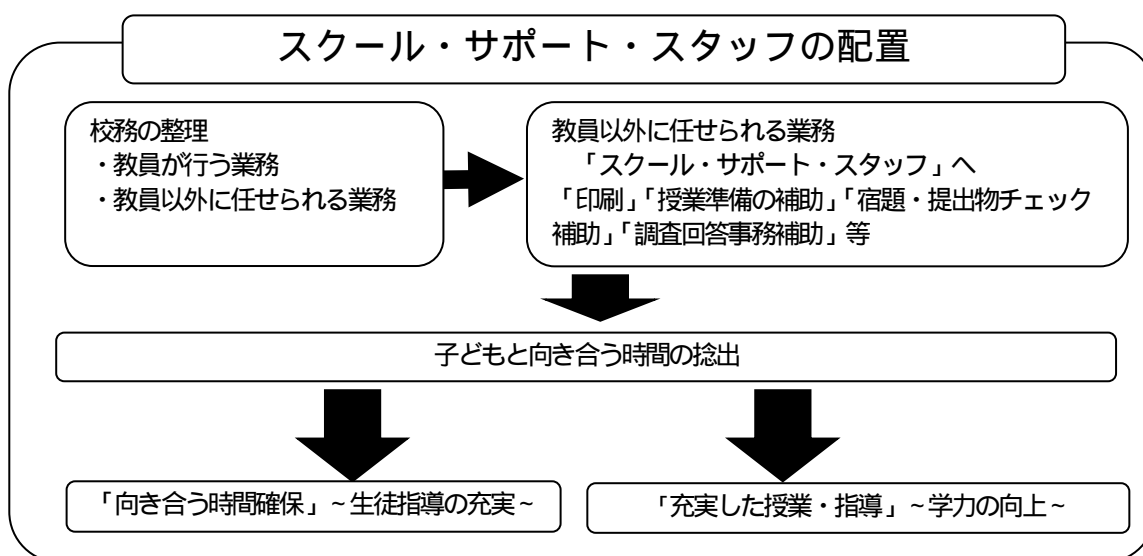 スクール・サポート・スタッフの配置
校務の整理
・教員が行う業務
・教員以外に任せられる業務
教員以外に任せられる業務
「スクール・サポート・スタッフ」へ
「印刷」「授業準備の補助」「宿題・提出物チェック
補助」「調査回答事務補助」等
子どもと向き合う時間の捻出
「向き合う時間確保」~生徒指導の充実~
「充実した授業・指導」~学力の向上~